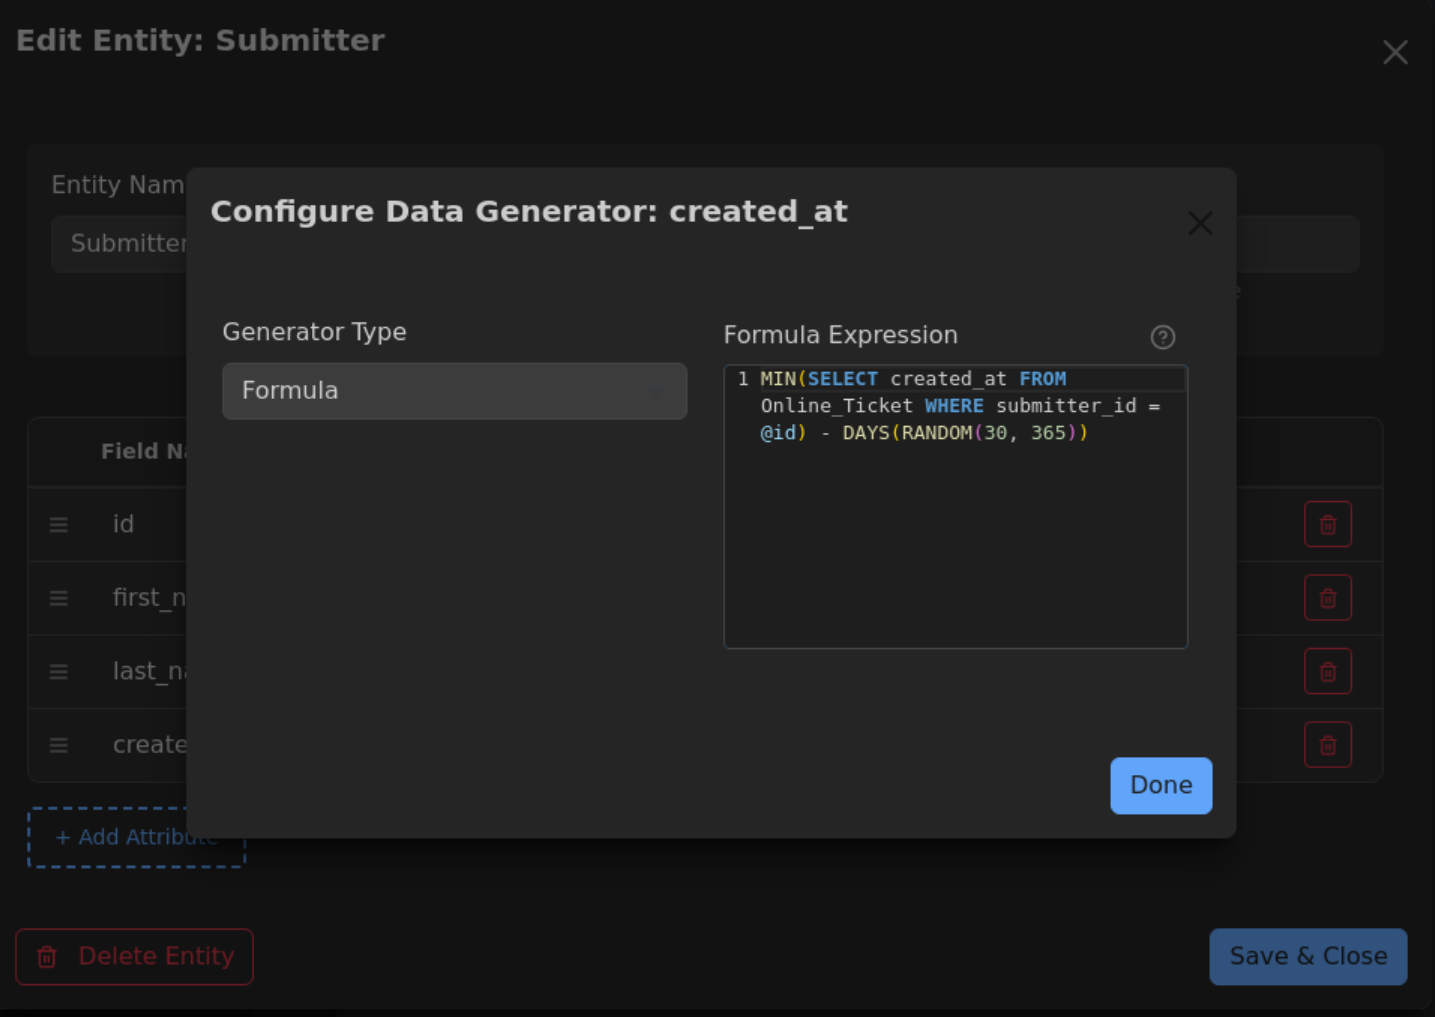 Edit Entity: Submitter
Entity Nam
Submitter
Configure Data Generator: created_at
Generator Type
Formula
Formula Expression
1 MIN(SELECT created_at FROM
Online_Ticket WHERE submitter_id =
@id) - DAYS(RANDOM(30, 365))
Field Na
id
first_n
last_na
create
Done
+ Add Attribute
Delete Entity
Save & Close